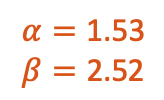 α = 1.53
β = 2.52